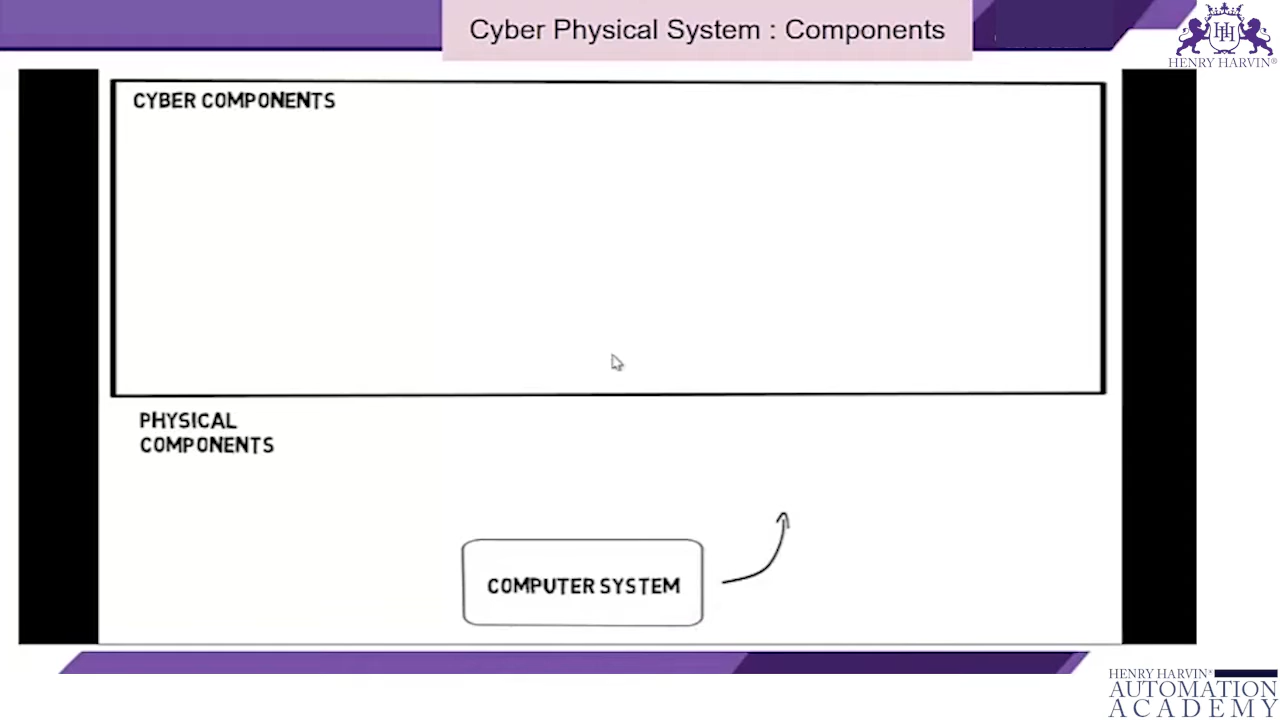 Cyber Physical System : Components
HENRY HARVIN®
CYBER COMPONENTS
PHYSICAL
COMPONENTS
COMPUTER SYSTEM
HENRY HARVIN®
AUTOMATION
ACADEMY